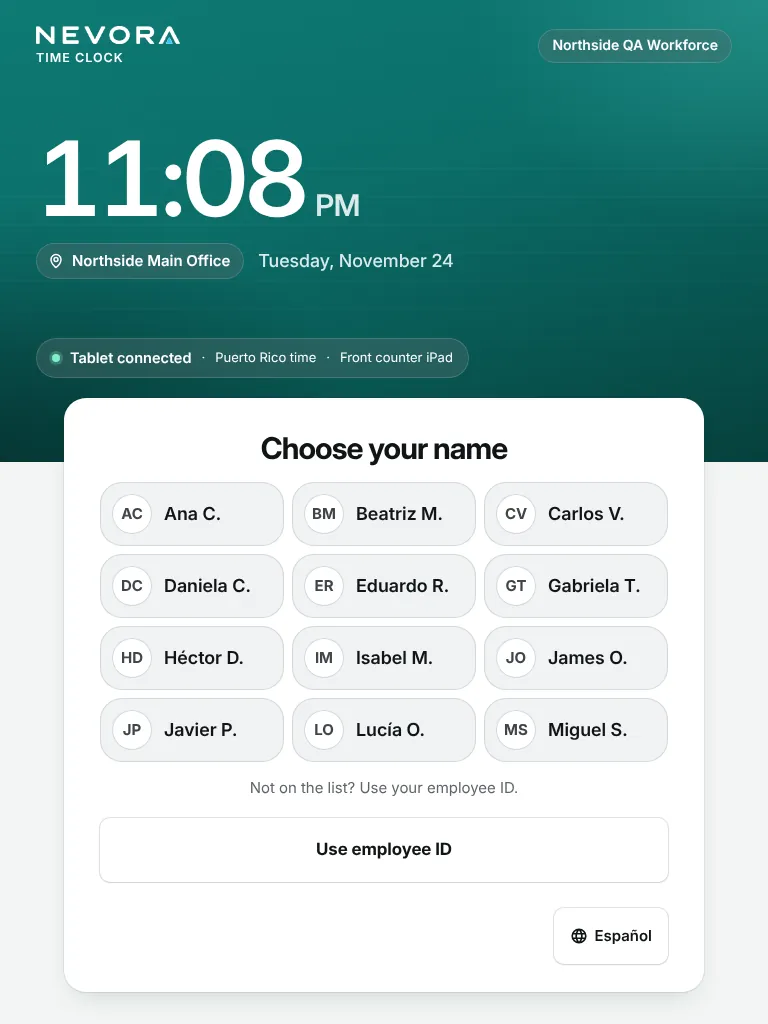 NEVORA
TIME CLOCK
Northside QA Workforce
11:08 PM
Northside Main Office
Tuesday, November 24
Tablet connected · Puerto Rico time · Front counter iPad
Choose your name
AC Ana C.
BM Beatriz M.
CV Carlos V.
DC Daniela C.
ER Eduardo R.
GT Gabriela T.
HD Héctor D.
IM Isabel M.
JO James O.
JP Javier P.
LO Lucía O.
MS Miguel S.
Not on the list? Use your employee ID.
Use employee ID
Español